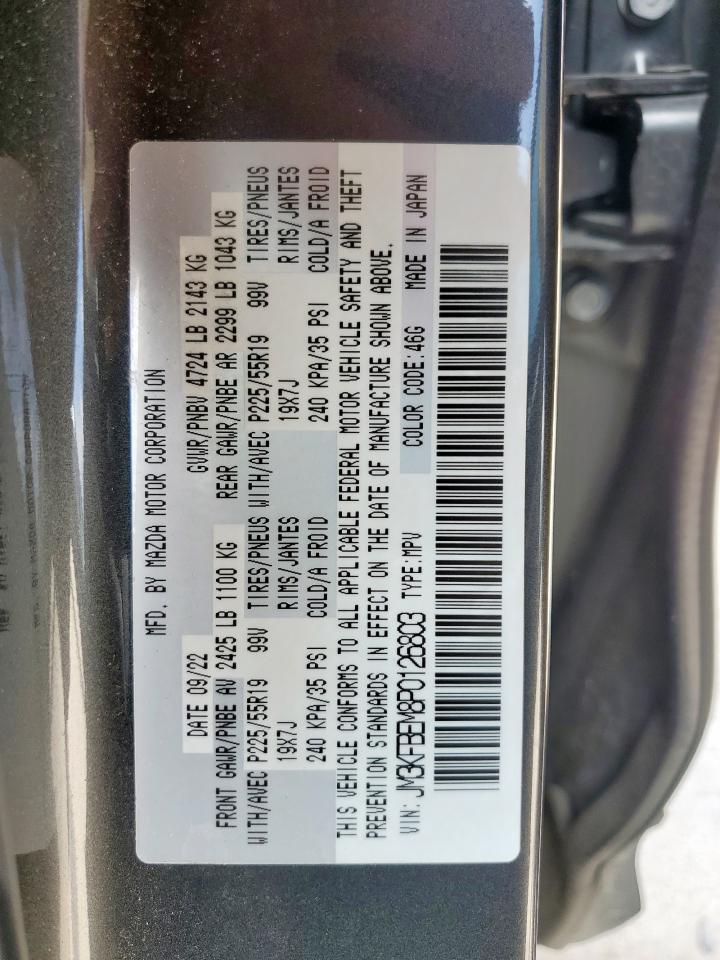 MFD. BY MAZDA MOTOR CORPORATION
DATE 09/22 GVWR/PNBV 4724 LB 2143 KG
FRONT GAWR/PNBE AV 2425 LB 1100 KG REAR GAWR/PNBE AR 2299 LB 1043 KG
WITH/AVEC P225/55R19 99V TIRES/PNEUS WITH/AVEC P225/55R19 99V TIRES/PNEUS
19X7J RIMS/JANTES 19X7J RIMS/JANTES
240 KPA/35 PSI COLD/A FROID 240 KPA/35 PSI COLD/A FROID
THIS VEHICLE CONFORMS TO ALL APPLICABLE FEDERAL MOTOR VEHICLE SAFETY AND THEFT
PREVENTION STANDARDS IN EFFECT ON THE DATE OF MANUFACTURE SHOWN ABOVE.
VIN: JM3KFBEM8P0126803 TYPE:MPV COLOR CODE:46G MADE IN JAPAN